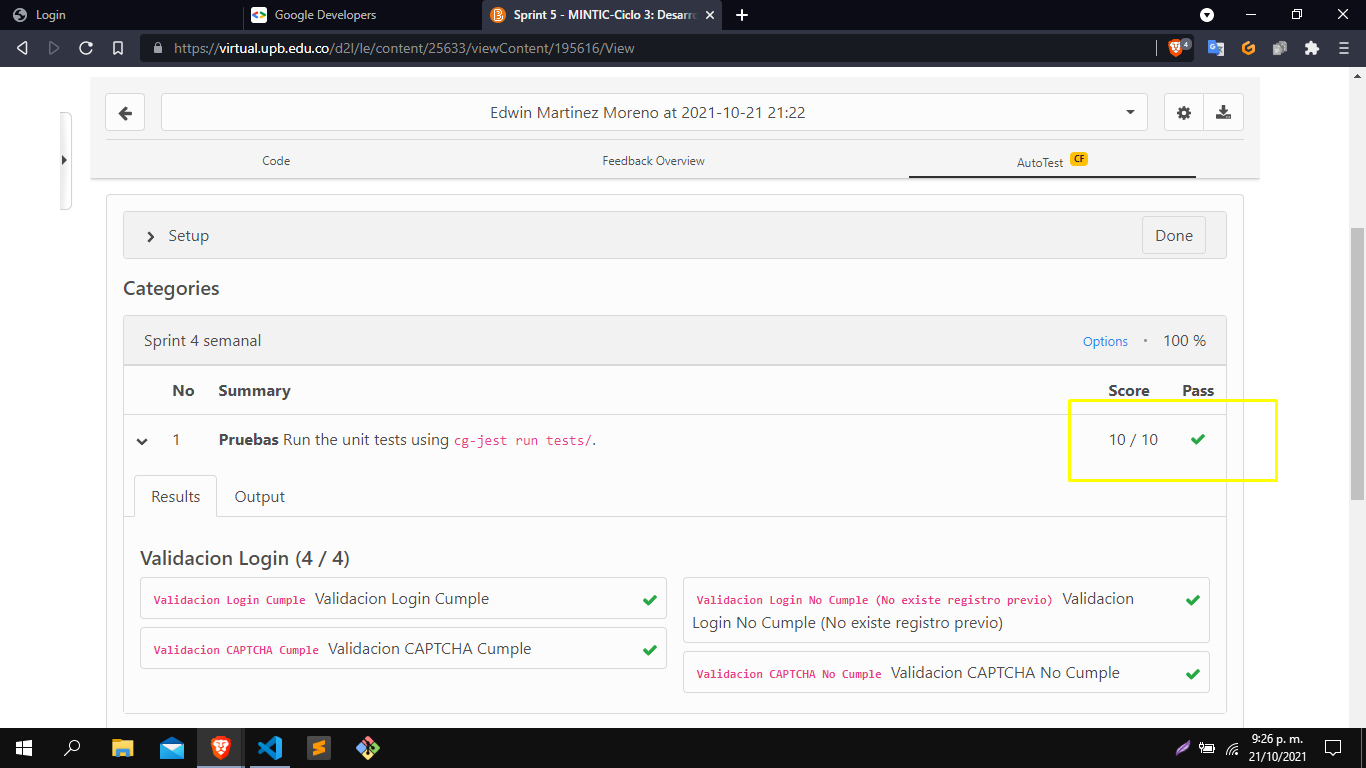 Login
Google Developers
Sprint 5 - MINTIC-Ciclo 3: Desarr
https://virtual.upb.edu.co/d2l/le/content/25633/viewContent/195616/View
4
Edwin Martinez Moreno at 2021-10-21 21:22
Code
Feedback Overview
AutoTest CF
Setup
Done
Categories
Sprint 4 semanal
Options · 100 %
No Summary Score Pass
1 Pruebas Run the unit tests using cg-jest run tests/. 10 / 10
Results Output
Validacion Login (4 / 4)
Validacion Login Cumple Validacion Login Cumple
Validacion Login No Cumple (No existe registro previo) Validacion
Login No Cumple (No existe registro previo)
Validacion CAPTCHA Cumple Validacion CAPTCHA Cumple
Validacion CAPTCHA No Cumple Validacion CAPTCHA No Cumple
9:26 p. m.
21/10/2021